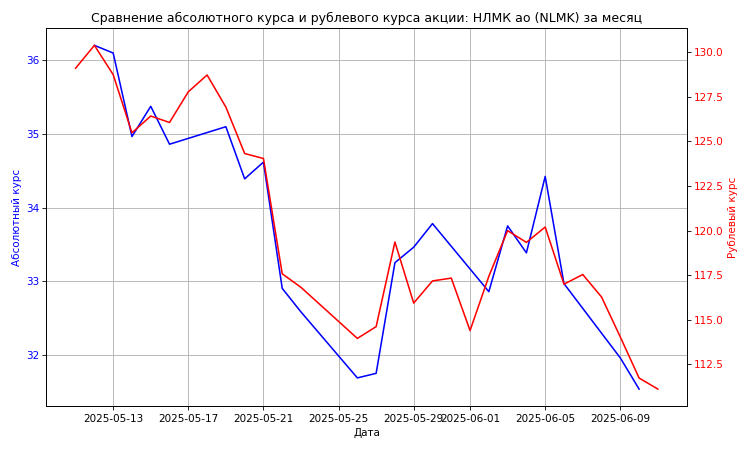 Сравнение абсолютного курса и рублевого курса акции: НЛМК ао (NLMK) за месяц
36
35
34
33
32
Абсолютный курс
130.0
127.5
125.0
122.5
120.0
117.5
115.0
112.5
Рублевый курс
2025-05-13 2025-05-17 2025-05-21 2025-05-25 2025-05-29 2025-06-01 2025-06-05 2025-06-09
Дата